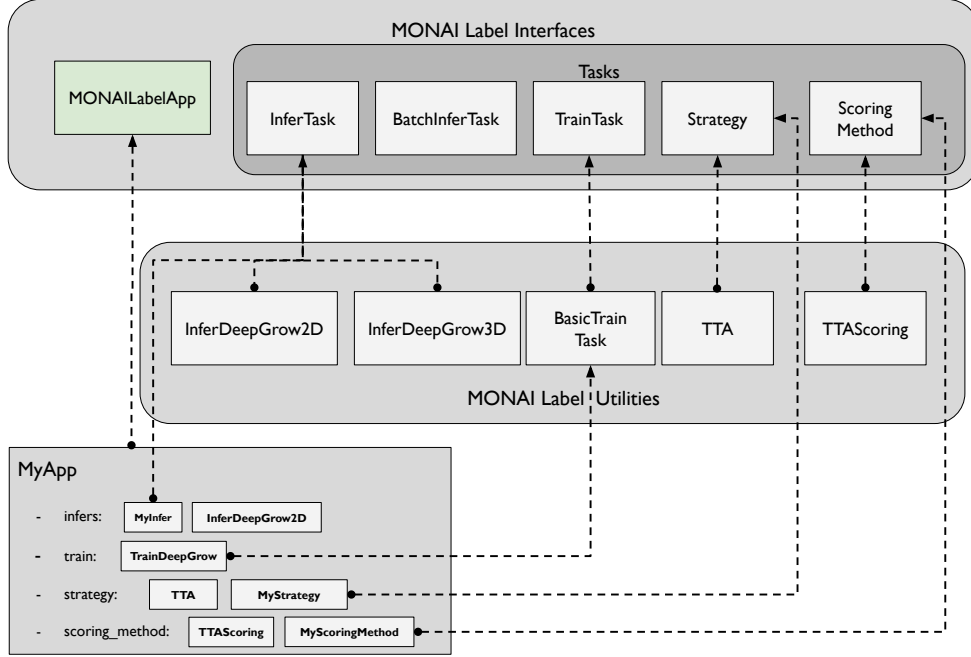 MONAI Label Interfaces
MONAILabelApp
Tasks
InferTask
BatchInferTask
TrainTask
Strategy
Scoring
Method
InferDeepGrow2D
InferDeepGrow3D
BasicTrain
Task
TTA
TTAScoring
MONAI Label Utilities
MyApp
- infers: MyInfer InferDeepGrow2D
- train: TrainDeepGrow
- strategy: TTA MyStrategy
- scoring_method: TTAScoring MyScoringMethod